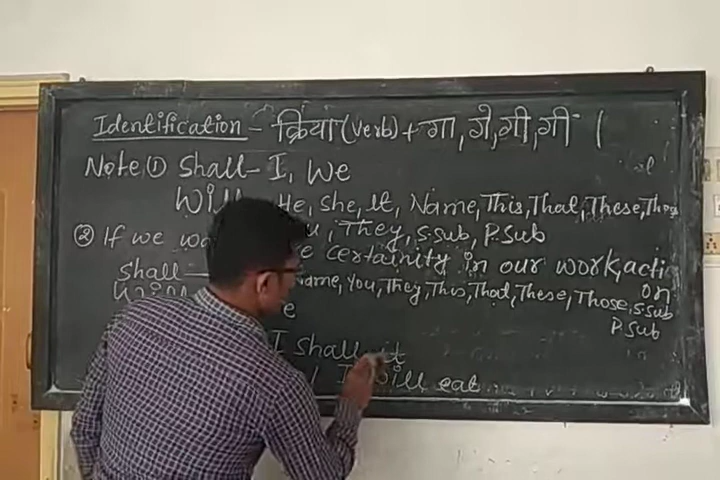 Identification - क्रिया (verb) + गा, गे, गी, गीं ।
Note ① Shall - I, We
Will He, She, It, Name, This, That, These, Those
They, S.Sub, P.Sub
② If we certainity in our work, action
Shall — Name, You, They, This, That, These, Those, S.Sub
P.Sub
I shall it
I will eat